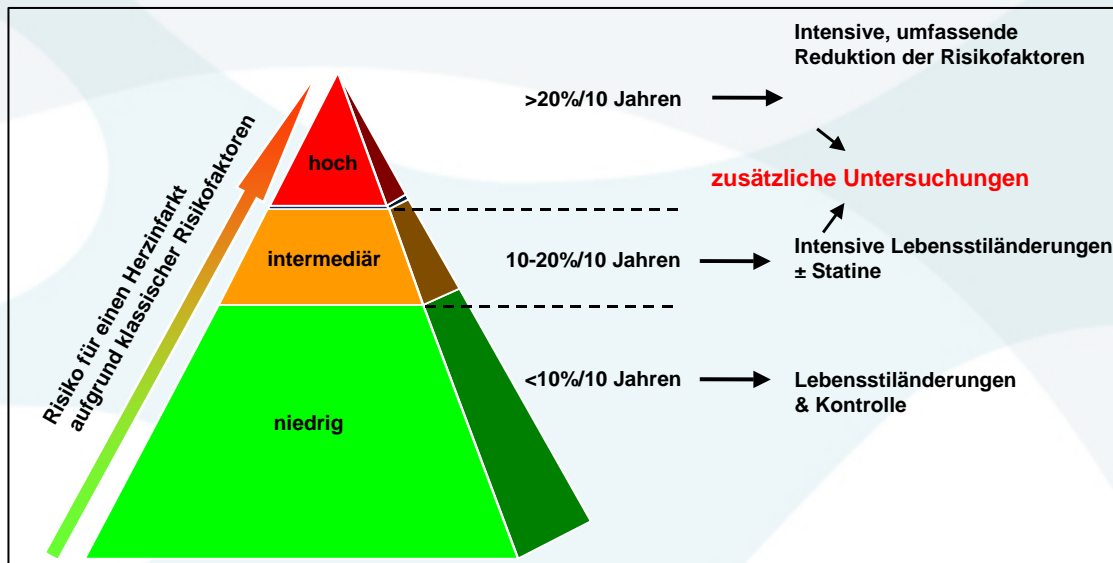 Intensive, umfassende
Reduktion der Risikofaktoren
>20%/10 Jahren
hoch
zusätzliche Untersuchungen
Risiko für einen Herzinfarkt
aufgrund klassischer Risikofaktoren
intermediär
10-20%/10 Jahren
Intensive Lebensstiländerungen
± Statine
<10%/10 Jahren
Lebensstiländerungen
& Kontrolle
niedrig